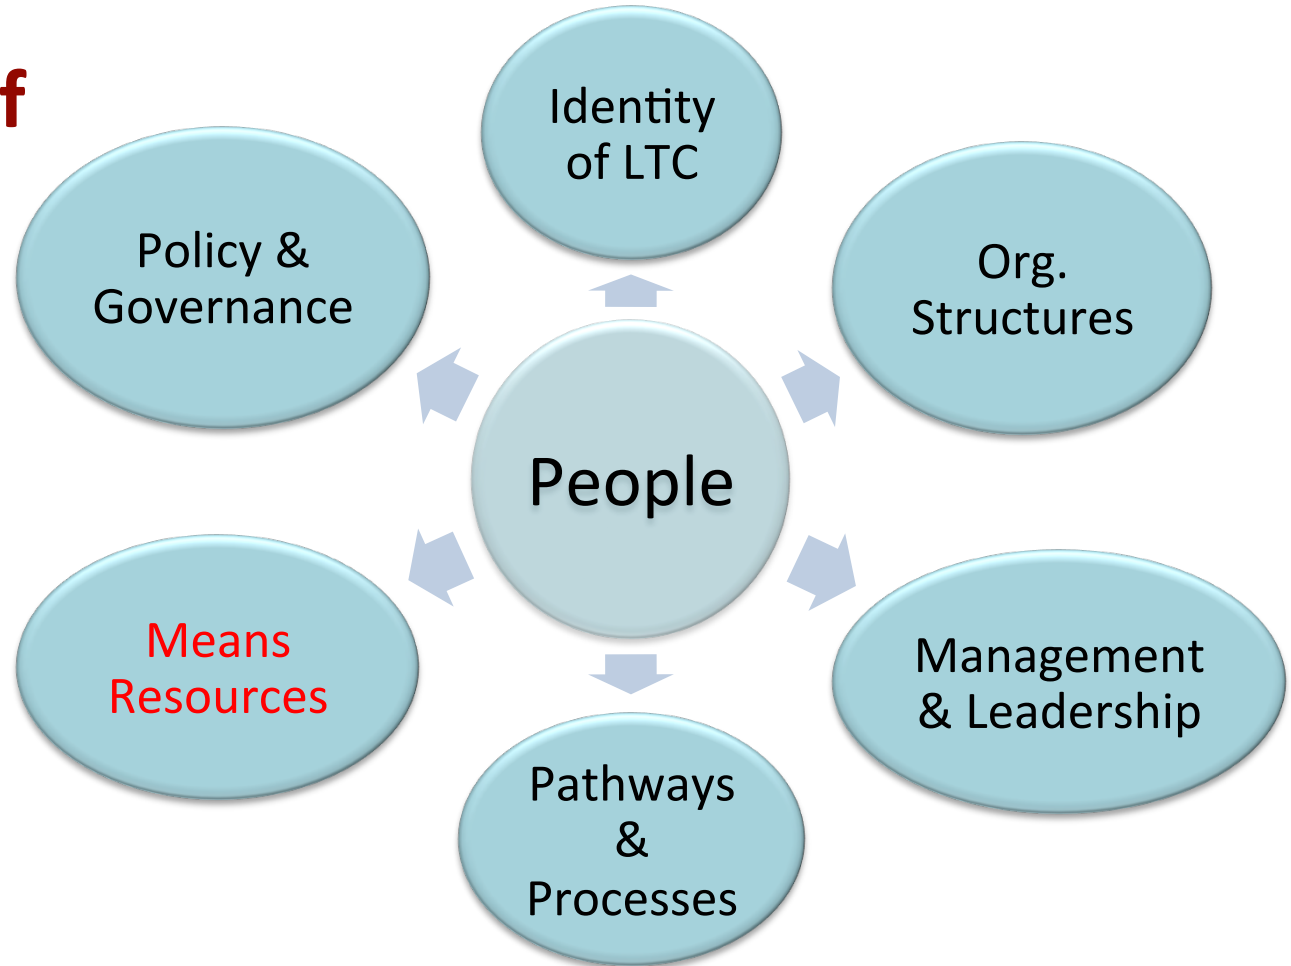 f
Identity
of LTC
Policy &
Governance
Org.
Structures
People
Means
Resources
Management
& Leadership
Pathways
&
Processes